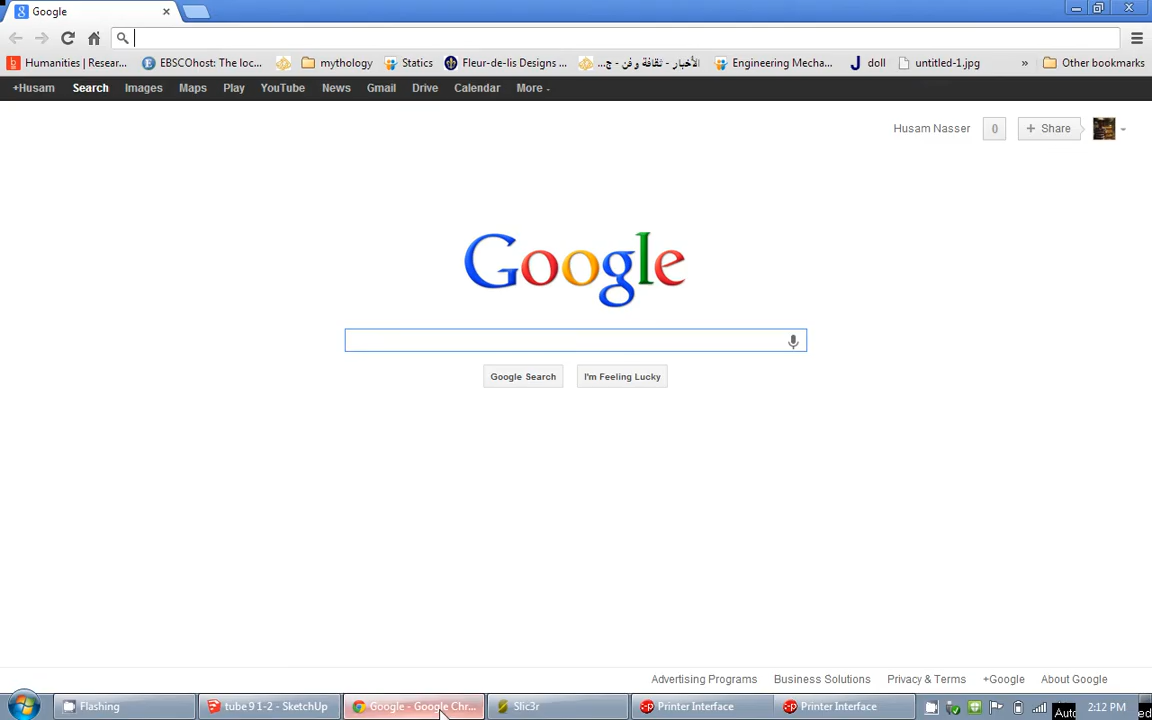 Google
Humanities | Resear...
EBSCOhost: The loc...
mythology
Statics
Fleur-de-lis Designs ...
الأخبار - ثقافة وفن - ج...
Engineering Mecha...
doll
untitled-1.jpg
»
Other bookmarks
+Husam Search Images Maps Play YouTube News Gmail Drive Calendar More
Husam Nasser 0 + Share
Google
Google Search I'm Feeling Lucky
Advertising Programs Business Solutions Privacy & Terms +Google About Google
Flashing
tube 9 1-2 - SketchUp
Google - Google Chr...
Slic3r
Printer Interface
Printer Interface
2:12 PM